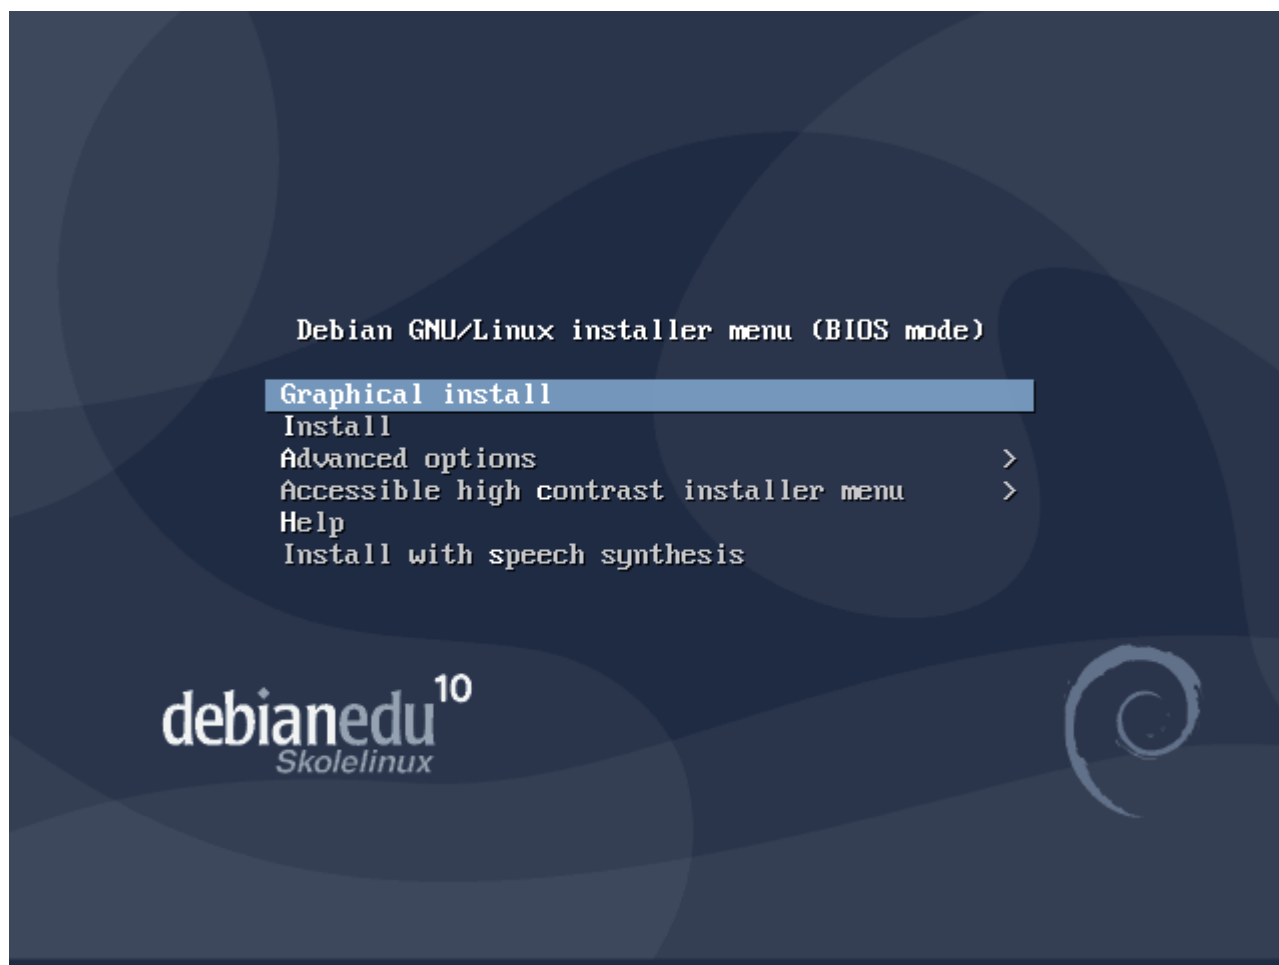 Debian GNU/Linux installer menu (BIOS mode)
Graphical install
Install
Advanced options >
Accessible high contrast installer menu >
Help
Install with speech synthesis
debianedu 10
Skolelinux